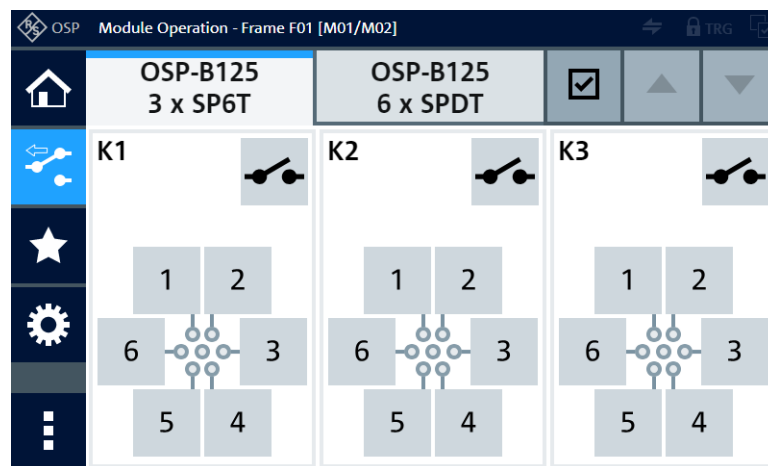 R&S OSP Module Operation - Frame F01 [M01/M02] TRG
OSP-B125 OSP-B125
3 x SP6T 6 x SPDT
K1 K2 K3
1 2 1 2 1 2
6 3 6 3 6 3
5 4 5 4 5 4